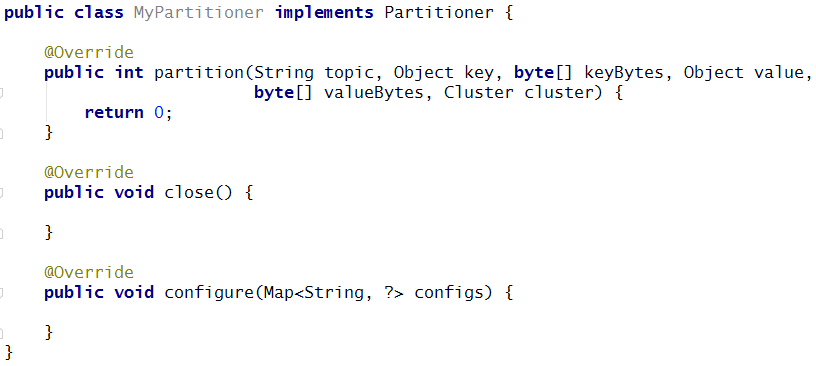 public class MyPartitioner implements Partitioner {
@Override
public int partition(String topic, Object key, byte[] keyBytes, Object value,
byte[] valueBytes, Cluster cluster) {
return 0;
}
@Override
public void close() {
}
@Override
public void configure(Map<String, ?> configs) {
}
}